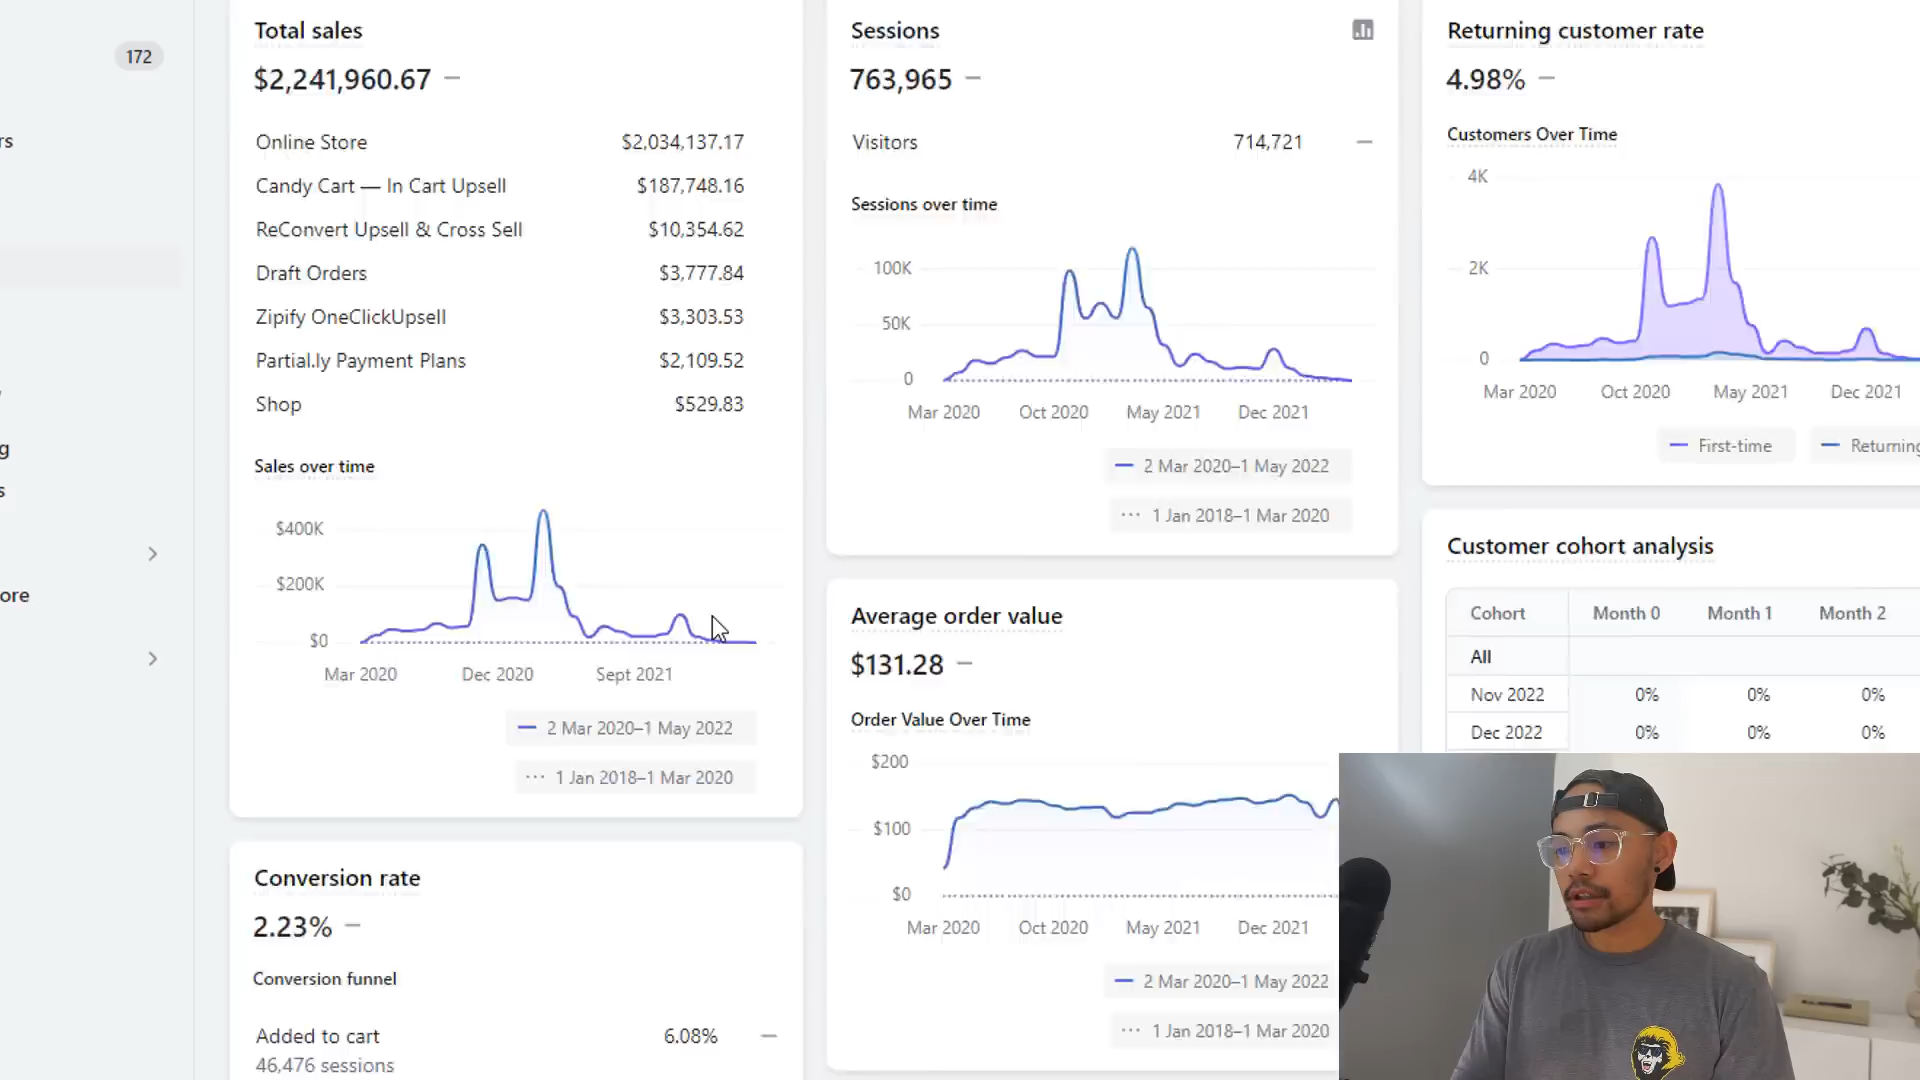 172
rs
g
s
ore
Total sales
$2,241,960.67 —
Online Store $2,034,137.17
Candy Cart — In Cart Upsell $187,748.16
ReConvert Upsell & Cross Sell $10,354.62
Draft Orders $3,777.84
Zipify OneClickUpsell $3,303.53
Partial.ly Payment Plans $2,109.52
Shop $529.83
Sales over time
$400K
$200K
$0
Mar 2020 Dec 2020 Sept 2021
2 Mar 2020–1 May 2022
1 Jan 2018–1 Mar 2020
Conversion rate
2.23% —
Conversion funnel
Added to cart 6.08% —
46,476 sessions
Sessions
763,965 —
Visitors 714,721 —
Sessions over time
100K
50K
0
Mar 2020 Oct 2020 May 2021 Dec 2021
2 Mar 2020–1 May 2022
1 Jan 2018–1 Mar 2020
Average order value
$131.28 —
Order Value Over Time
$200
$100
$0
Mar 2020 Oct 2020 May 2021 Dec 2021
2 Mar 2020–1 May 2022
1 Jan 2018–1 Mar 2020
Returning customer rate
4.98% —
Customers Over Time
4K
2K
0
Mar 2020 Oct 2020 May 2021 Dec 2021
First-time Returning
Customer cohort analysis
Cohort Month 0 Month 1 Month 2
All
Nov 2022 0% 0% 0%
Dec 2022 0% 0% 0%